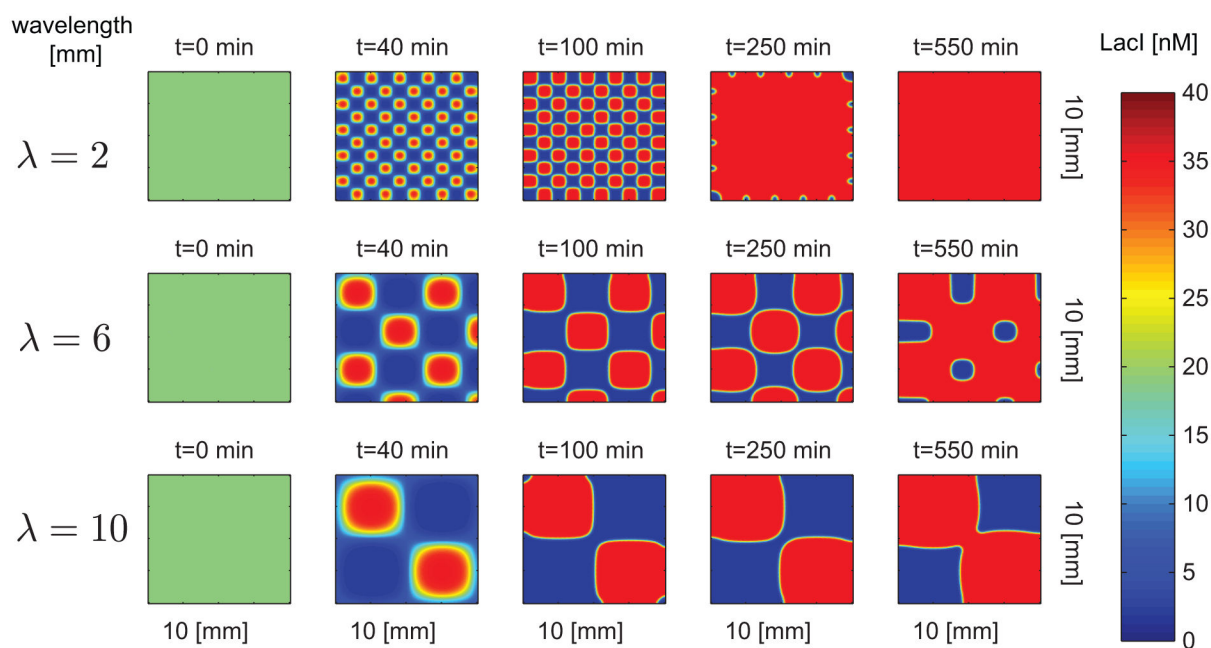 wavelength
[mm]
t=0 min
t=40 min
t=100 min
t=250 min
t=550 min
LacI [nM]
λ = 2
10 [mm]
t=0 min
t=40 min
t=100 min
t=250 min
t=550 min
λ = 6
10 [mm]
t=0 min
t=40 min
t=100 min
t=250 min
t=550 min
λ = 10
10 [mm]
10 [mm]
10 [mm]
10 [mm]
10 [mm]
10 [mm]
40
35
30
25
20
15
10
5
0